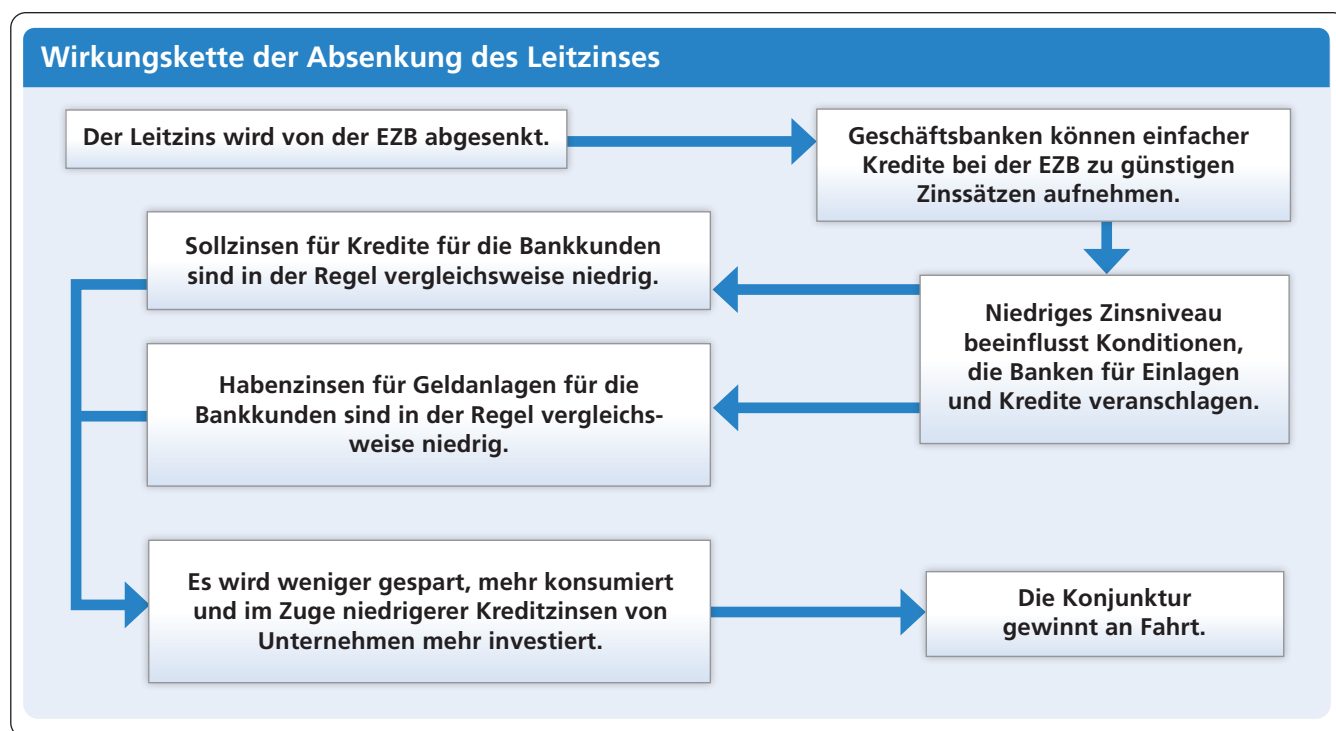 Wirkungskette der Absenkung des Leitzinses
Der Leitzins wird von der EZB abgesenkt.
Geschäftsbanken können einfacher
Kredite bei der EZB zu günstigen
Zinssätzen aufnehmen.
Niedriges Zinsniveau
beeinflusst Konditionen,
die Banken für Einlagen
und Kredite veranschlagen.
Sollzinsen für Kredite für die Bankkunden
sind in der Regel vergleichsweise niedrig.
Habenzinsen für Geldanlagen für die
Bankkunden sind in der Regel vergleichs-
weise niedrig.
Es wird weniger gespart, mehr konsumiert
und im Zuge niedrigerer Kreditzinsen von
Unternehmen mehr investiert.
Die Konjunktur
gewinnt an Fahrt.